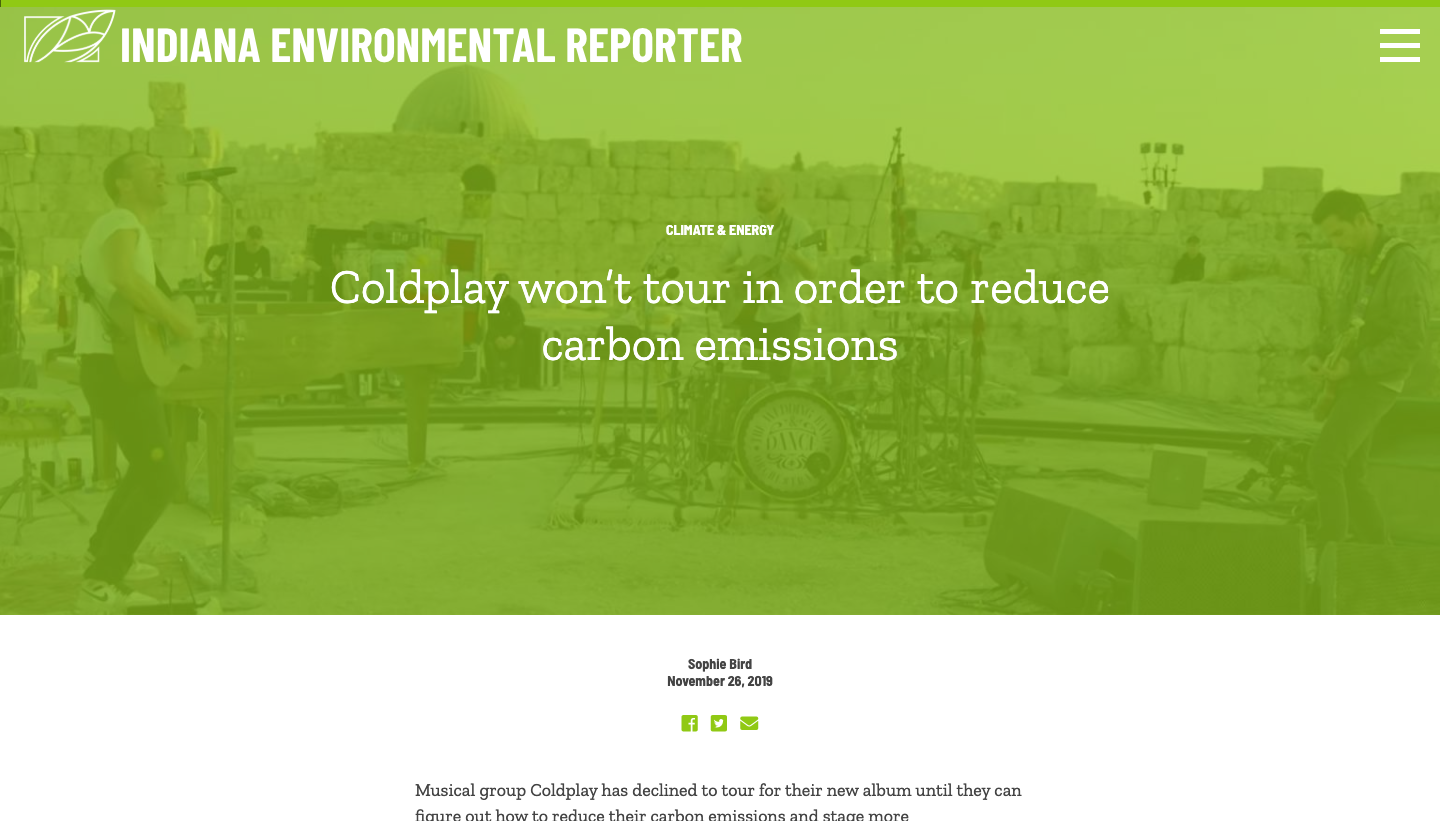 INDIANA ENVIRONMENTAL REPORTER
CLIMATE & ENERGY
Coldplay won’t tour in order to reduce
carbon emissions
Sophie Bird
November 26, 2019
Musical group Coldplay has declined to tour for their new album until they can
figure out how to reduce their carbon emissions and stage more